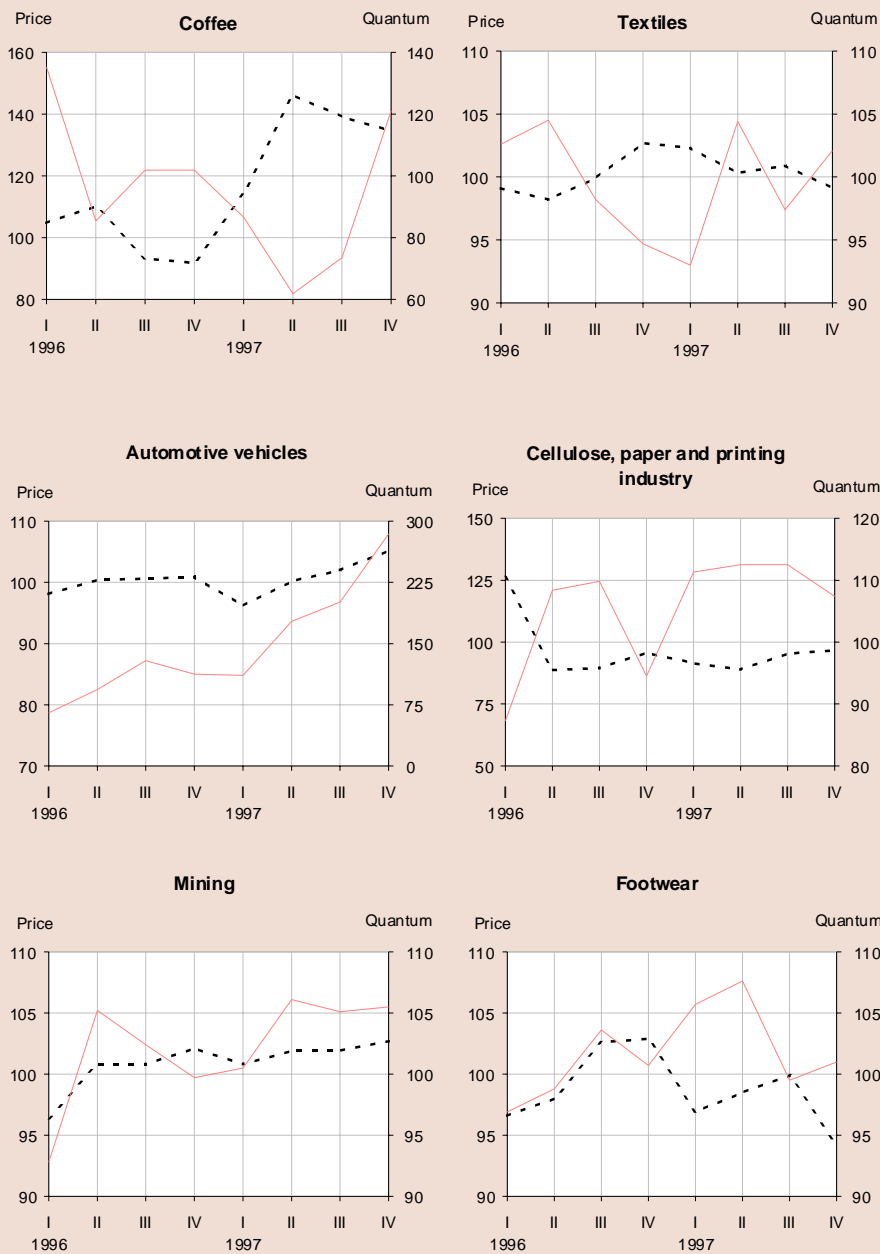 Coffee
Price Quantum
160 140
140 120
120 100
100 80
80 60
I II III IV I II III IV
1996 1997
Textiles
Price Quantum
110 110
105 105
100 100
95 95
90 90
I II III IV I II III IV
1996 1997
Automotive vehicles
Price Quantum
110 300
100 225
90 150
80 75
70 0
I II III IV I II III IV
1996 1997
Cellulose, paper and printing
industry
Price Quantum
150 120
125 110
100 100
75 90
50 80
I II III IV I II III IV
1996 1997
Mining
Price Quantum
110 110
105 105
100 100
95 95
90 90
I II III IV I II III IV
1996 1997
Footwear
Price Quantum
110 110
105 105
100 100
95 95
90 90
I II III IV I II III IV
1996 1997